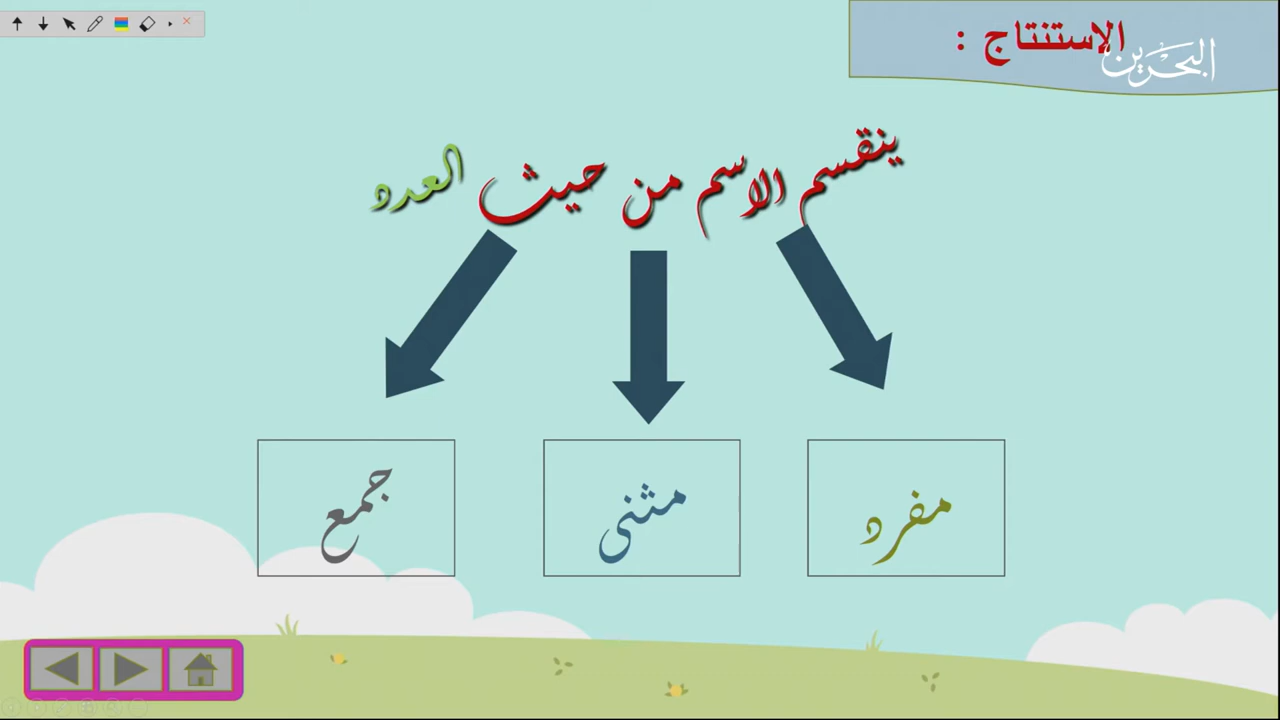 الاستنتاج :
البحرين
ينقسم الاسم من حيث العدد
مفرد
مثنى
جمع